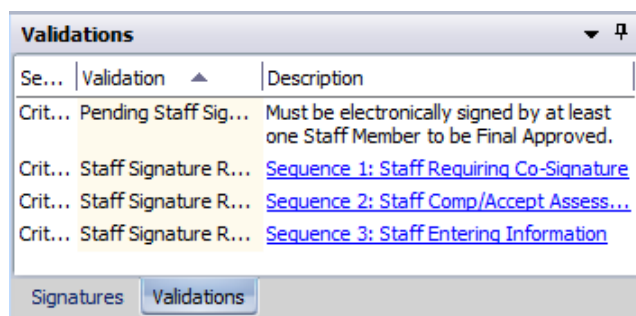 Validations
Se... Validation Description
Crit... Pending Staff Sig... Must be electronically signed by at least
one Staff Member to be Final Approved.
Crit... Staff Signature R... Sequence 1: Staff Requiring Co-Signature
Crit... Staff Signature R... Sequence 2: Staff Comp/Accept Assess...
Crit... Staff Signature R... Sequence 3: Staff Entering Information
Signatures Validations